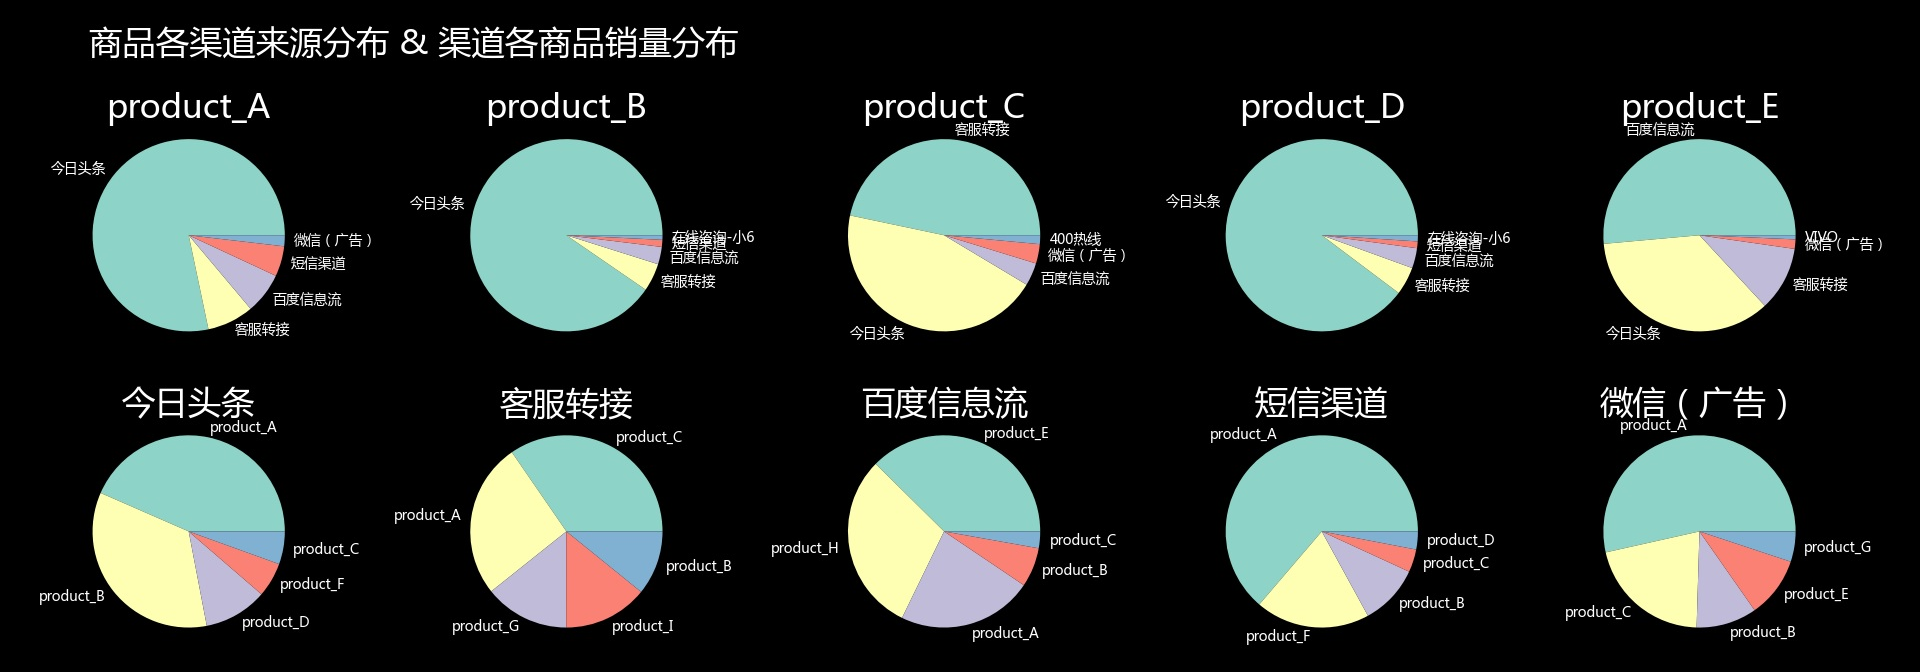 商品各渠道来源分布 & 渠道各商品销量分布
product_A
今日头条
微信（广告）
短信渠道
百度信息流
客服转接
product_B
今日头条
在线咨询-小6
短信渠道
百度信息流
客服转接
product_C
客服转接
400热线
微信（广告）
百度信息流
今日头条
product_D
今日头条
在线咨询-小6
短信渠道
百度信息流
客服转接
product_E
百度信息流
VIVO
微信（广告）
客服转接
今日头条
今日头条
product_A
product_C
product_F
product_B
product_D
客服转接
product_C
product_A
product_B
product_G
product_I
百度信息流
product_E
product_H
product_C
product_B
product_A
短信渠道
product_A
product_D
product_C
product_B
product_F
微信（广告）
product_A
product_G
product_E
product_C
product_B